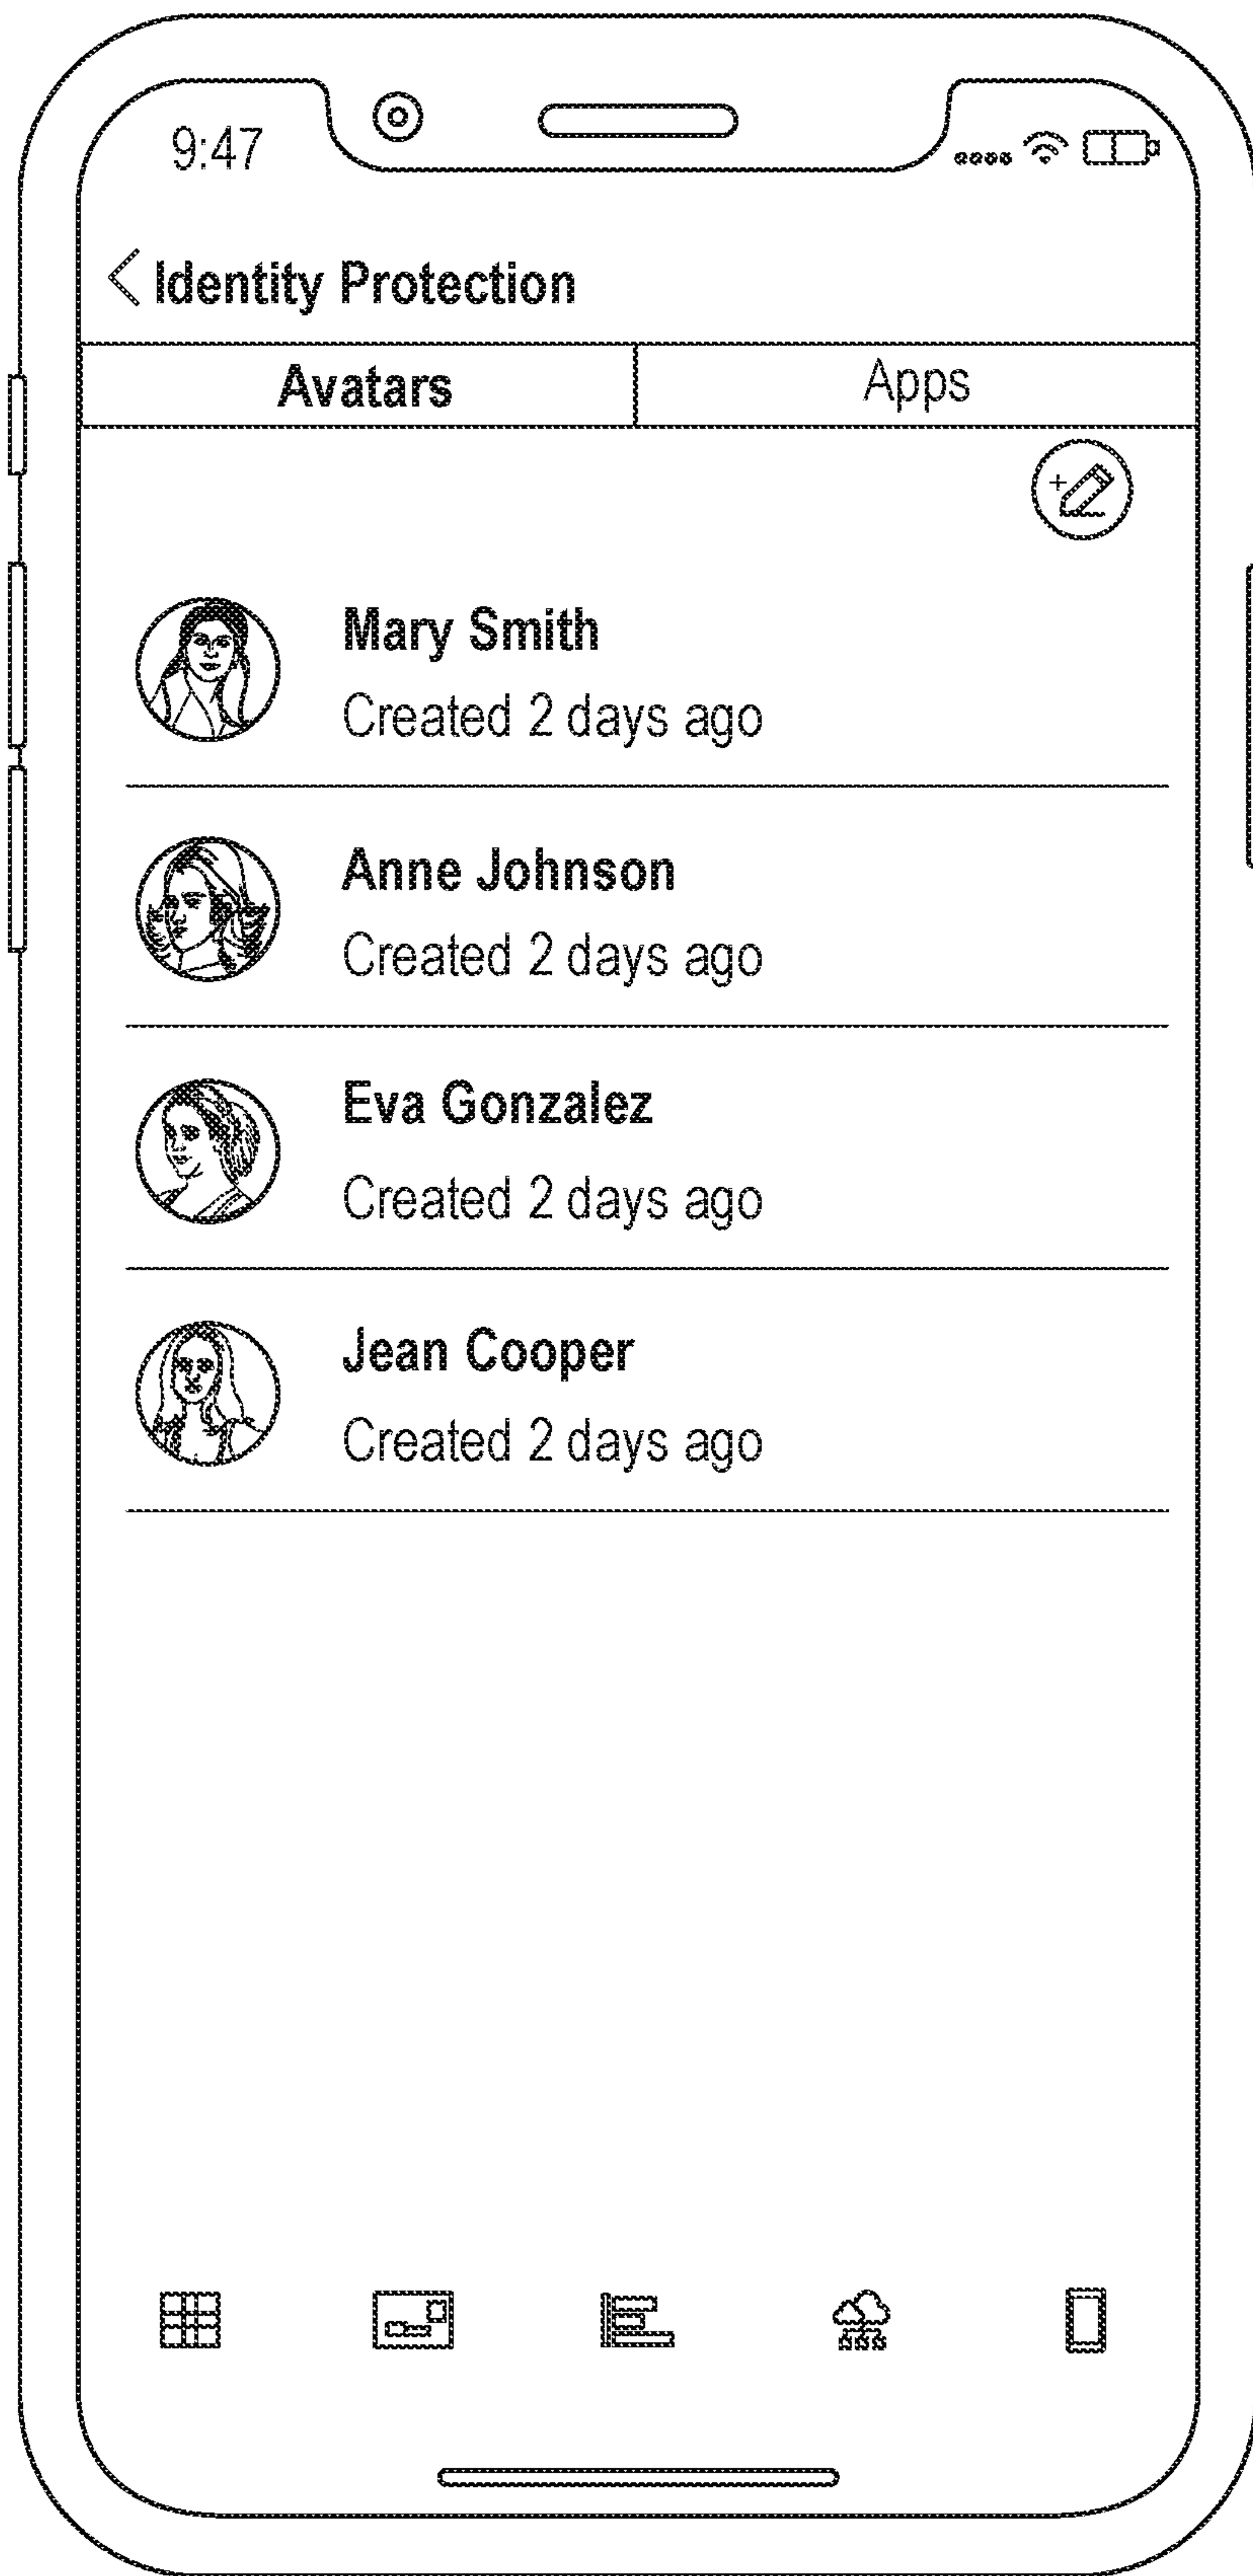 9:47
Identity Protection
Avatars
Apps
Mary Smith
Created 2 days ago
Anne Johnson
Created 2 days ago
Eva Gonzalez
Created 2 days ago
Jean Cooper
Created 2 days ago